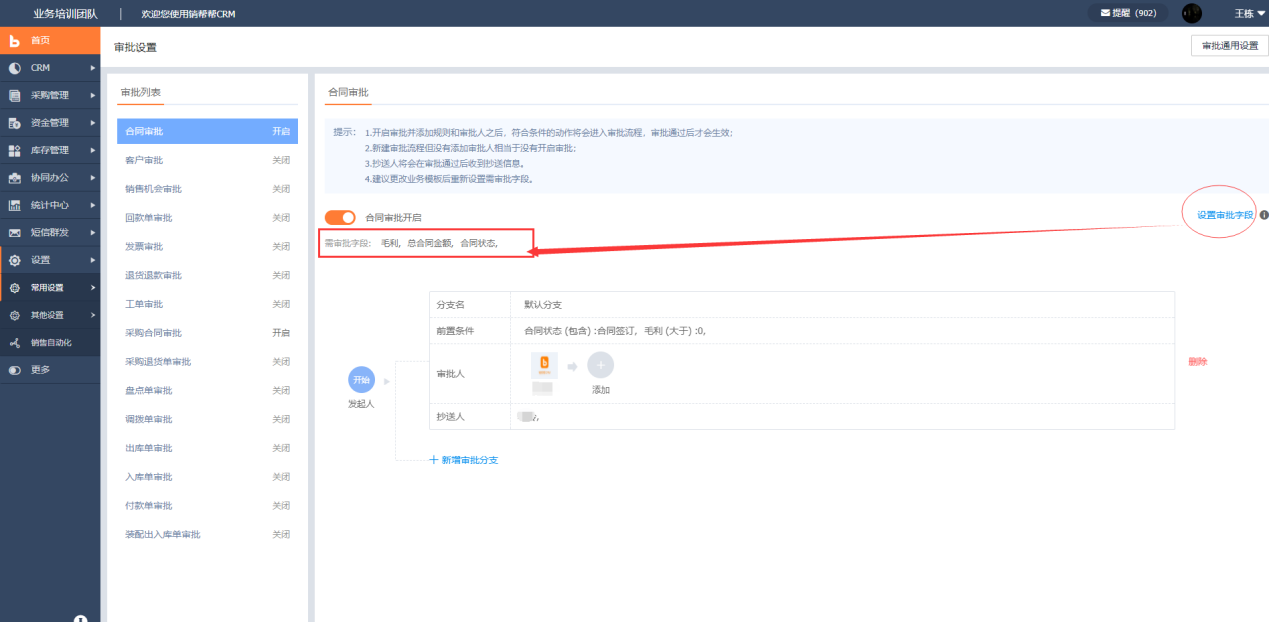 业务培训团队 | 欢迎您使用销帮帮CRM
提醒 (902)
王栋
首页
CRM
采购管理
资金管理
库存管理
协同办公
统计中心
短信群发
设置
常用设置
其他设置
销售自动化
更多
审批设置
审批通用设置
审批列表
合同审批 开启
客户审批 关闭
销售机会审批 关闭
回款单审批 关闭
发票审批 关闭
退货退款审批 关闭
工单审批 关闭
采购合同审批 开启
采购退货单审批 关闭
盘点单审批 关闭
调拨单审批 关闭
出库单审批 关闭
入库单审批 关闭
付款单审批 关闭
装配出入库单审批 关闭
合同审批
提示: 1.开启审批并添加规则和审批人之后，符合条件的动作将会进入审批流程，审批通过后才会生效;
2.新建审批流程但没有添加审批人相当于没有开启审批;
3.抄送人将会在审批通过后收到抄送信息。
4.建议更改业务模板后重新设置需审批字段。
合同审批开启
设置审批字段
需审批字段: 毛利, 总合同金额, 合同状态,
分支名 默认分支
前置条件 合同状态 (包含) :合同签订, 毛利 (大于) :0,
审批人
添加
抄送人
开始
发起人
删除
+ 新增审批分支